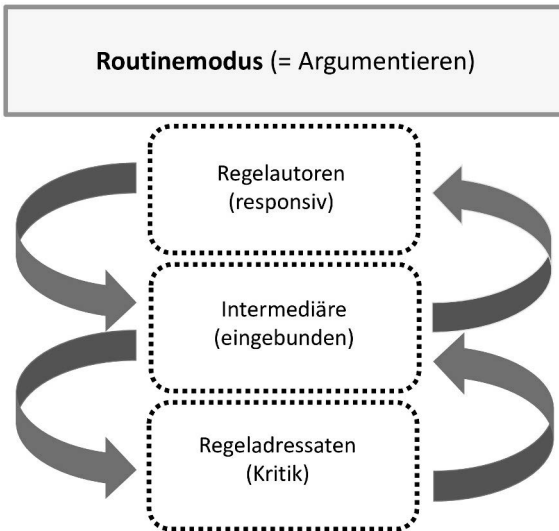 Routinemodus (= Argumentieren)
Regelautoren
(responsiv)
Intermediäre
(eingebunden)
Regeladressaten
(Kritik)